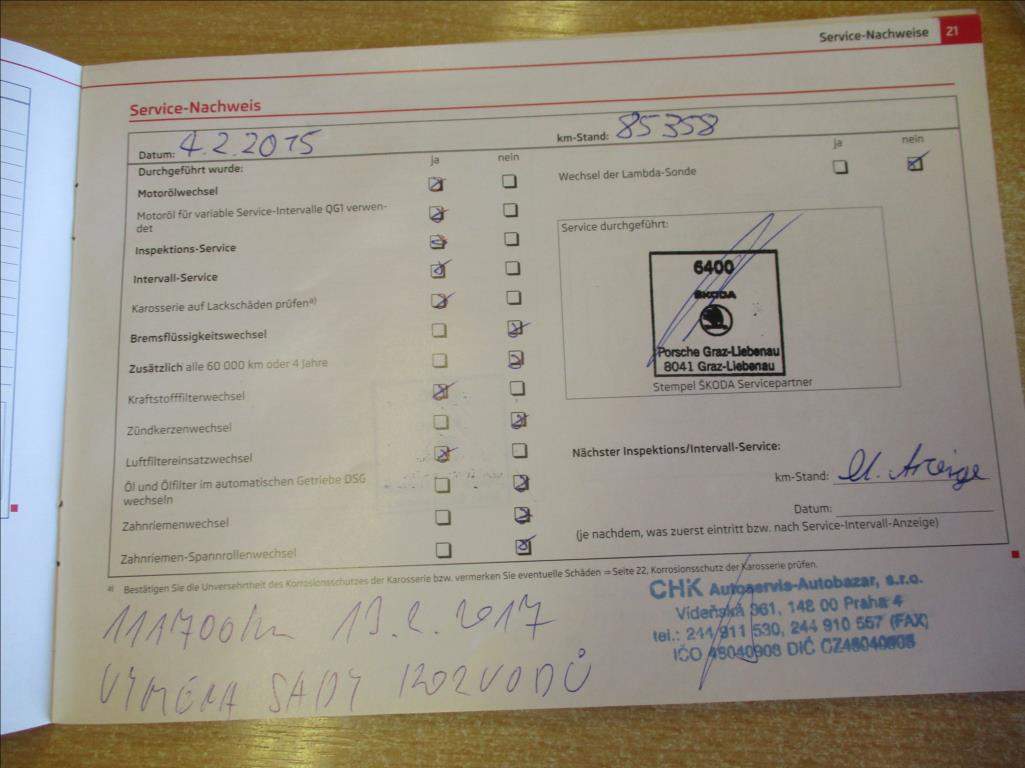 Service-Nachweise 21
Service-Nachweis
Datum: 4.2.2015 km-Stand: 85358
Durchgeführt wurde: ja nein ja nein
Motorölwechsel
Wechsel der Lambda-Sonde
Motoröl für variable Service-Intervalle QG1 verwen-
det
Inspektions-Service
Intervall-Service
Karosserie auf Lackschäden prüfen a)
Bremsflüssigkeitswechsel
Zusätzlich alle 60 000 km oder 4 Jahre
Kraftstofffilterwechsel
Zündkerzenwechsel
Luftfiltereinsatzwechsel
Öl und Ölfilter im automatischen Getriebe DSG
wechseln
Zahnriemenwechsel
Zahnriemen-Spannrollenwechsel
Service durchgeführt:
6400
ŠKODA
Porsche Graz-Liebenau
8041 Graz-Liebenau
Stempel ŠKODA Servicepartner
Nächster Inspektions/Intervall-Service:
km-Stand: lt. Anzeige
Datum:
(je nachdem, was zuerst eintritt bzw. nach Service-Intervall-Anzeige)
a) Bestätigen Sie die Unversehrtheit des Korrosionsschutzes der Karosserie bzw. vermerken Sie eventuelle Schäden ⇒ Seite 22, Korrosionsschutz der Karosserie prüfen.
CHK Autoservis-Autobazar, s.r.o.
Vídeňská 361, 148 00 Praha 4
tel.: 244 911 530, 244 910 557 (FAX)
IČO 48040908 DIČ CZ48040908
111700km 13.2.2017
VÝMĚNA SADY ROZVODŮ